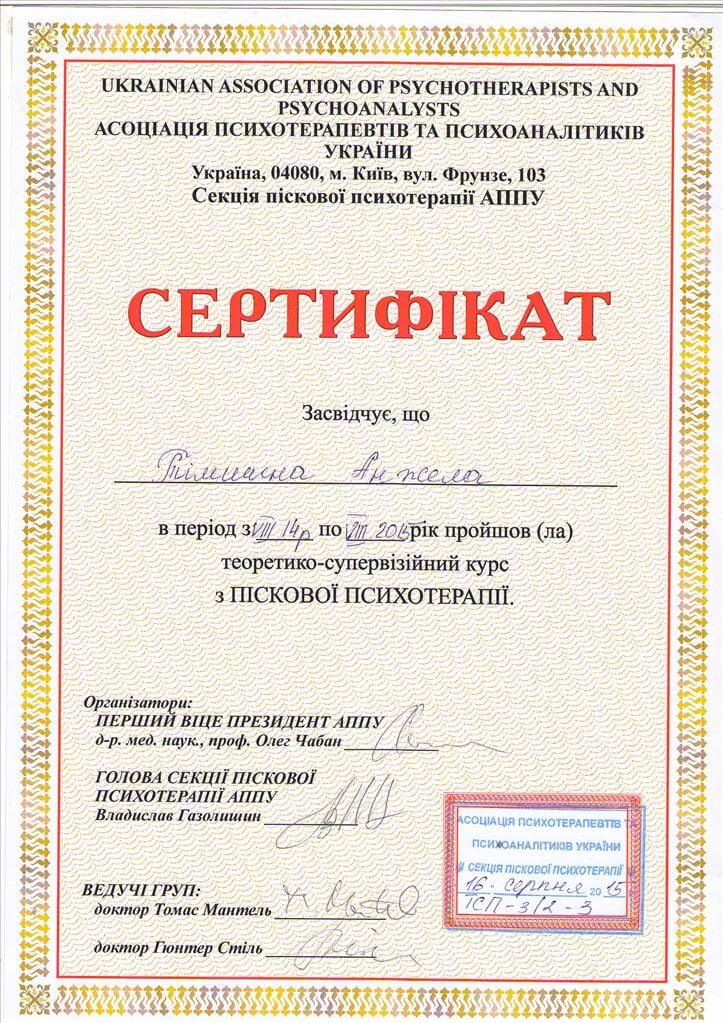 UKRAINIAN ASSOCIATION OF PSYCHOTHERAPISTS AND
PSYCHOANALYSTS
АСОЦІАЦІЯ ПСИХОТЕРАПЕВТІВ ТА ПСИХОАНАЛІТИКІВ
УКРАЇНИ
Україна, 04080, м. Київ, вул. Фрунзе, 103
Секція піскової психотерапії АППУ
СЕРТИФІКАТ
Засвідчує, що
Анжела
в період з VIII 14р по VIII 2015 рік пройшов (ла)
теоретико-супервізійний курс
з ПІСКОВОЇ ПСИХОТЕРАПІЇ.
Організатори:
ПЕРШИЙ ВІЦЕ ПРЕЗИДЕНТ АППУ
д-р. мед. наук., проф. Олег Чабан
ГОЛОВА СЕКЦІЇ ПІСКОВОЇ
ПСИХОТЕРАПІЇ АППУ
Владислав Газолишин
ВЕДУЧІ ГРУП:
доктор Томас Мантель
доктор Гюнтер Стіль
АСОЦІАЦІЯ ПСИХОТЕРАПЕВТІВ ТА
ПСИХОАНАЛІТИКІВ УКРАЇНИ
СЕКЦІЯ ПІСКОВОЇ ПСИХОТЕРАПІЇ
16 серпня 2015
ТСП-3/2-3